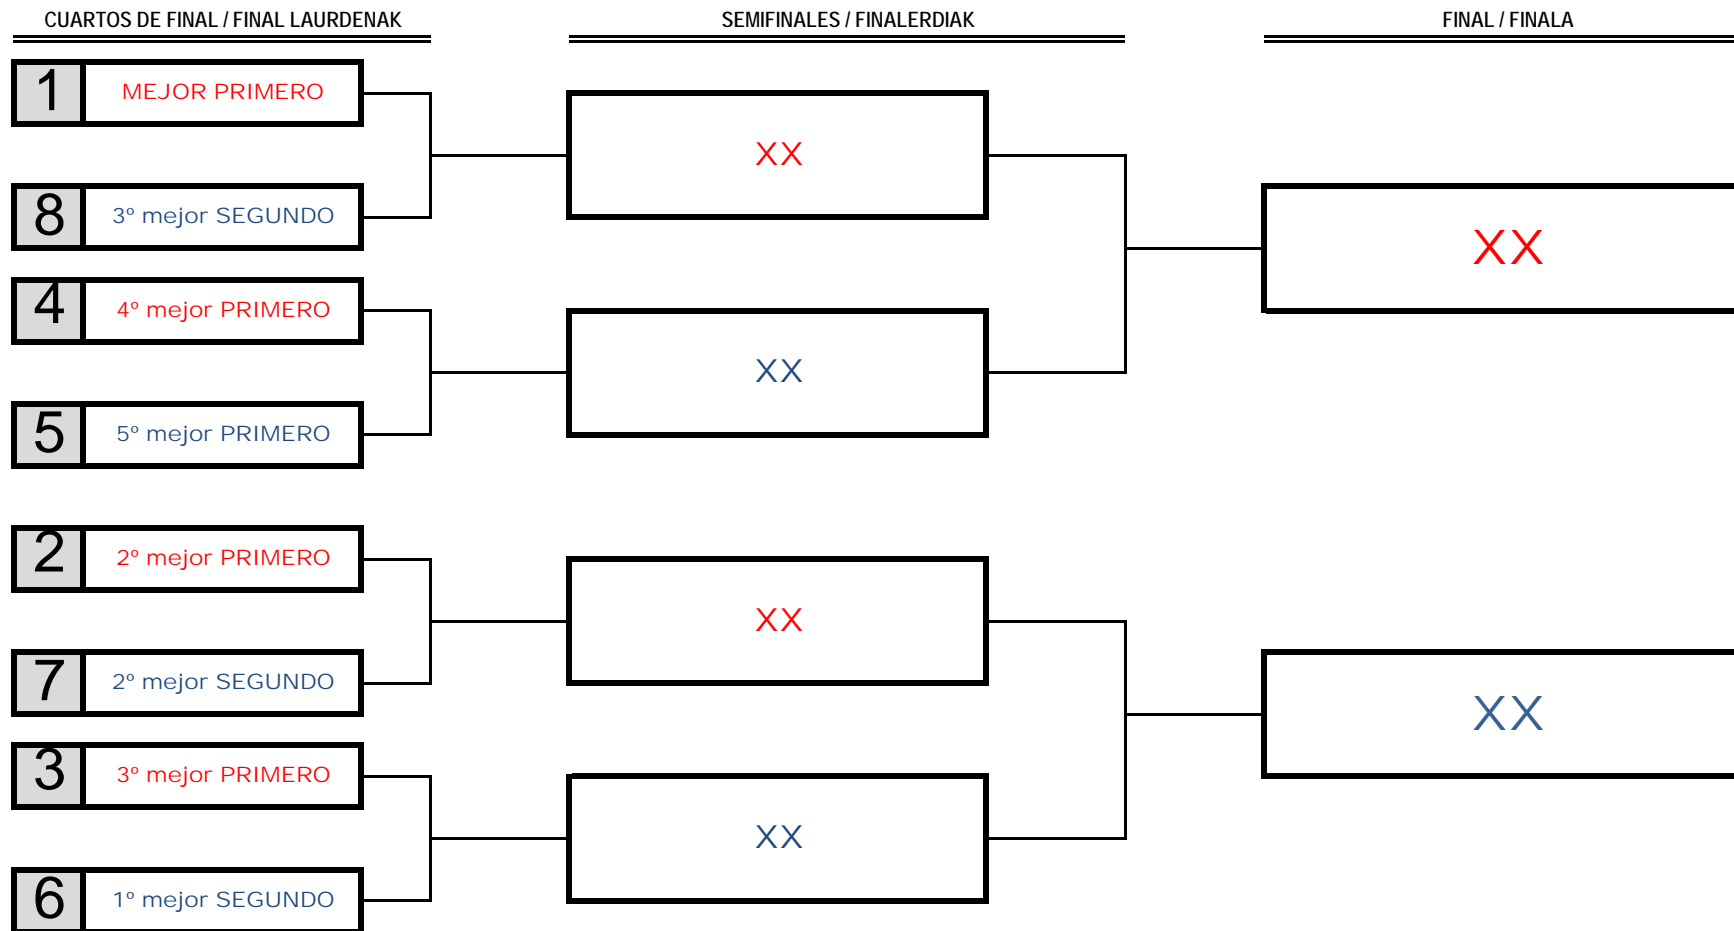 CUARTOS DE FINAL / FINAL LAURDENAK
SEMIFINALES / FINALERDIAK
FINAL / FINALA
1 MEJOR PRIMERO
XX
8 3º mejor SEGUNDO
XX
4 4º mejor PRIMERO
XX
5 5º mejor PRIMERO
2 2º mejor PRIMERO
XX
7 2º mejor SEGUNDO
XX
3 3º mejor PRIMERO
XX
6 1º mejor SEGUNDO